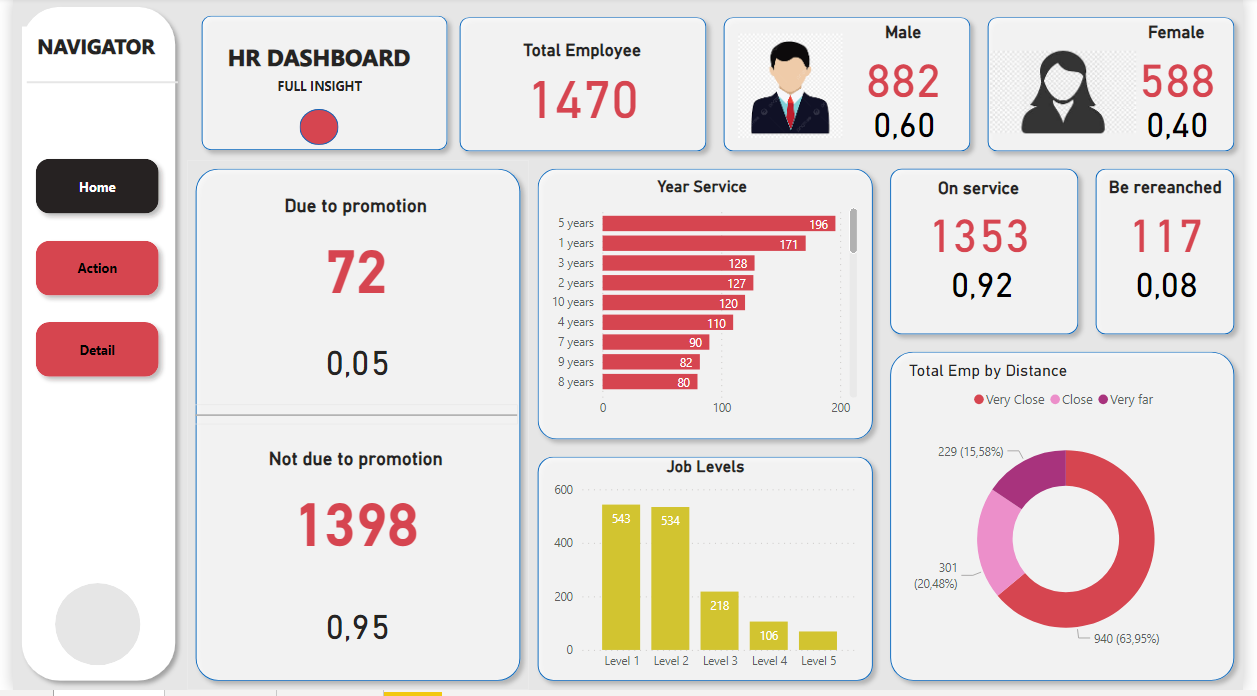 NAVIGATOR
Home
Action
Detail
HR DASHBOARD
FULL INSIGHT
Total Employee
1470
Male
882
0,60
Female
588
0,40
Due to promotion
72
0,05
Not due to promotion
1398
0,95
Year Service
5 years 196
1 years 171
3 years 128
2 years 127
10 years 120
4 years 110
7 years 90
9 years 82
8 years 80
0 100 200
Job Levels
600
400
200
0
543 534 218 106
Level 1 Level 2 Level 3 Level 4 Level 5
On service
1353
0,92
Be rereanched
117
0,08
Total Emp by Distance
Very Close Close Very far
229 (15,58%)
301
(20,48%)
940 (63,95%)